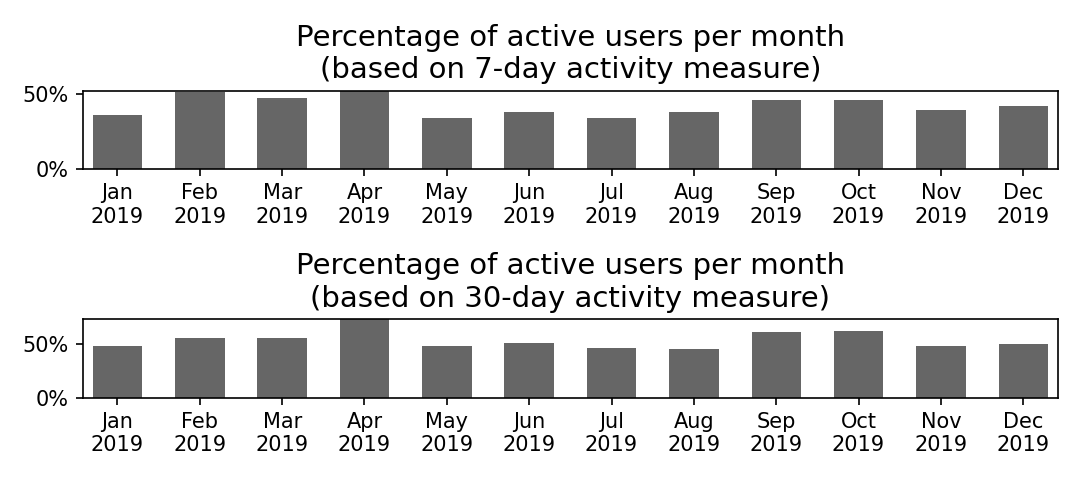 Percentage of active users per month
(based on 7-day activity measure)
50%
0%
Jan Feb Mar Apr May Jun Jul Aug Sep Oct Nov Dec
2019 2019 2019 2019 2019 2019 2019 2019 2019 2019 2019 2019
Percentage of active users per month
(based on 30-day activity measure)
50%
0%
Jan Feb Mar Apr May Jun Jul Aug Sep Oct Nov Dec
2019 2019 2019 2019 2019 2019 2019 2019 2019 2019 2019 2019